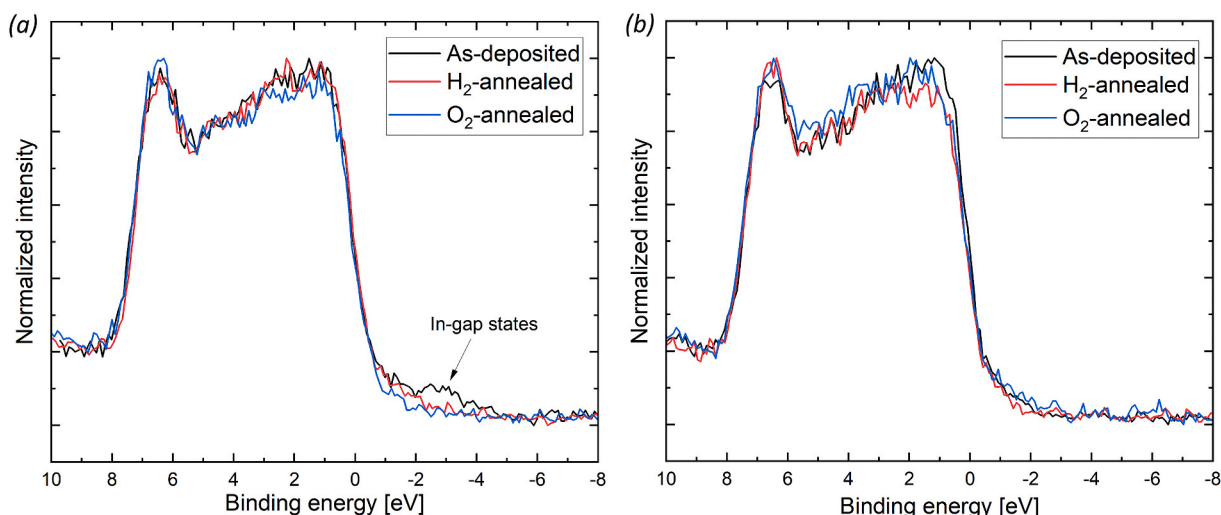 (a)
As-deposited
H₂-annealed
O₂-annealed
In-gap states
Normalized intensity
10 8 6 4 2 0 -2 -4 -6 -8
Binding energy [eV]
(b)
As-deposited
H₂-annealed
O₂-annealed
Normalized intensity
10 8 6 4 2 0 -2 -4 -6 -8
Binding energy [eV]